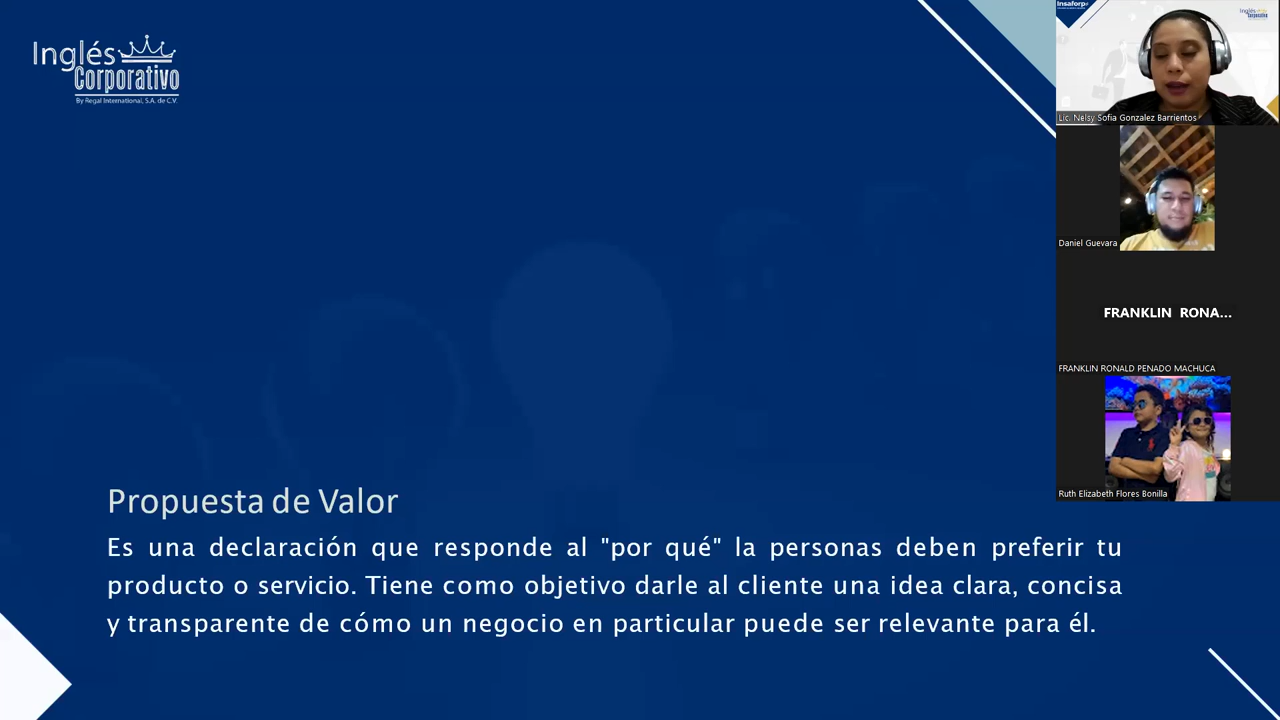 Inglés
Corporativo
By Regal International, S.A. de C.V.
Propuesta de Valor
Es una declaración que responde al "por qué" la personas deben preferir tu
producto o servicio. Tiene como objetivo darle al cliente una idea clara, concisa
y transparente de cómo un negocio en particular puede ser relevante para él.
Insaforp
Lic. Nelsy Sofia Gonzalez Barrientos
Daniel Guevara
FRANKLIN RONA...
FRANKLIN RONALD PENADO MACHUCA
Ruth Elizabeth Flores Bonilla